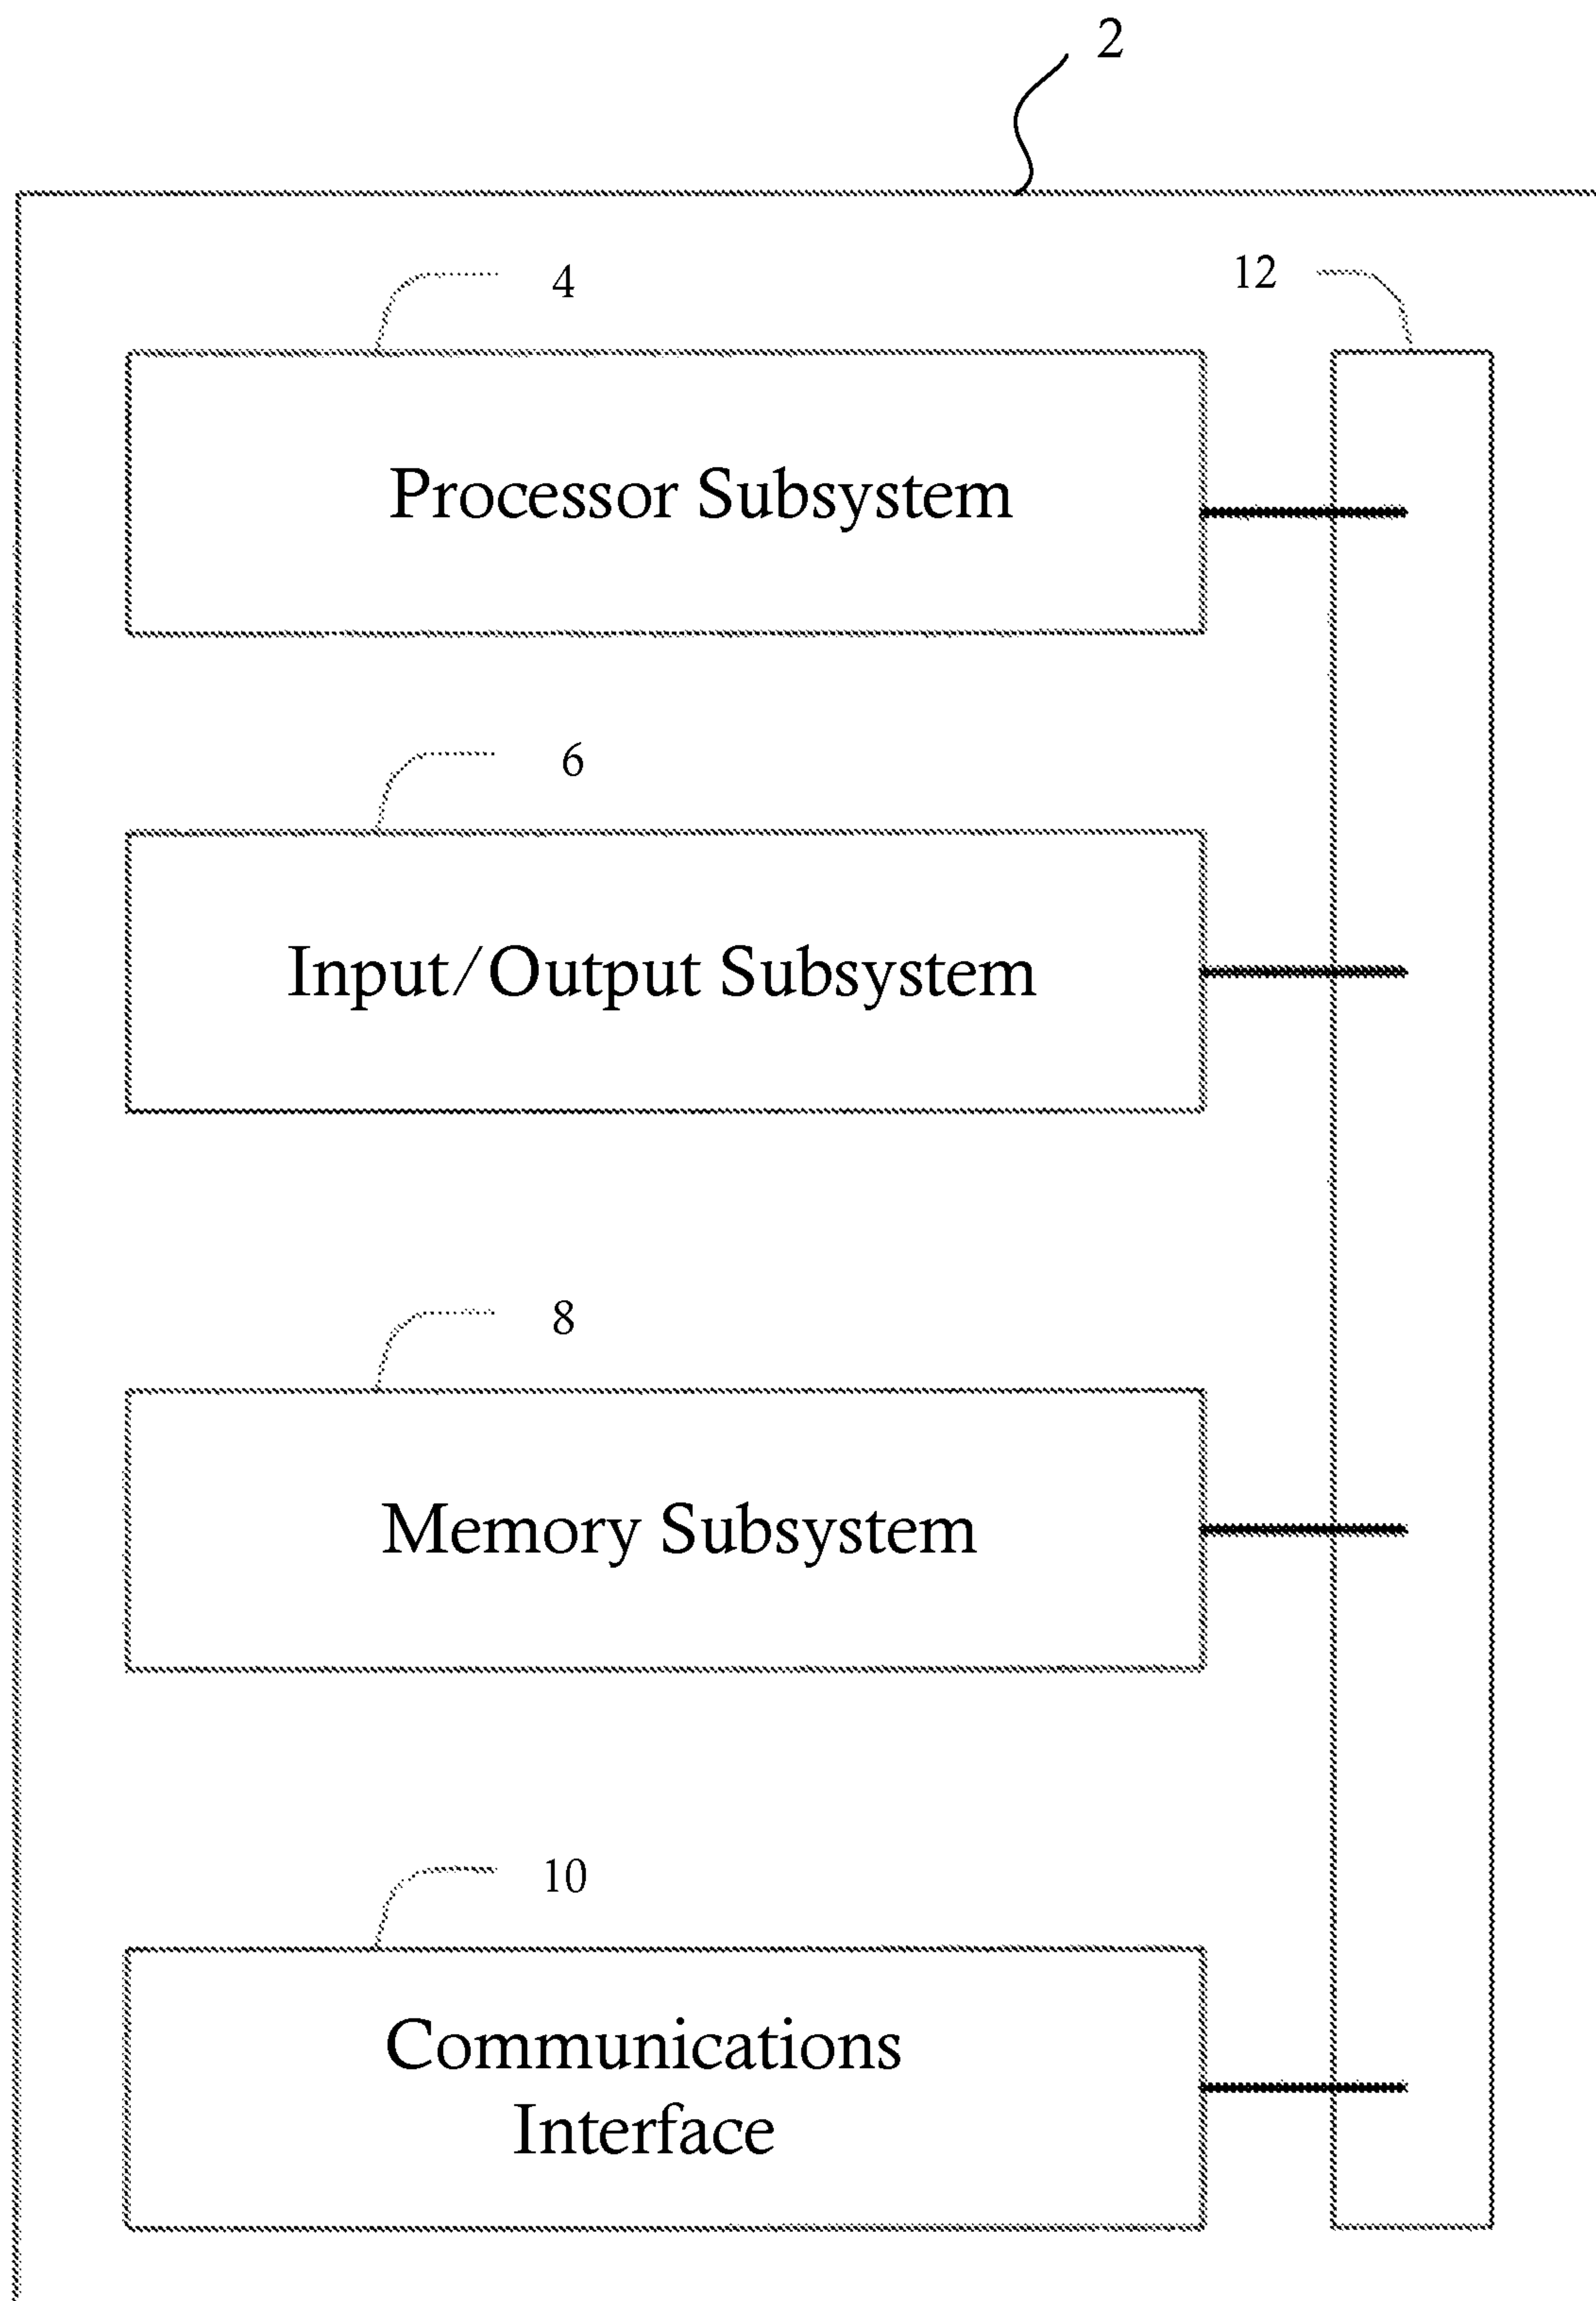 2
4
12
Processor Subsystem
6
Input/Output Subsystem
8
Memory Subsystem
10
Communications
Interface